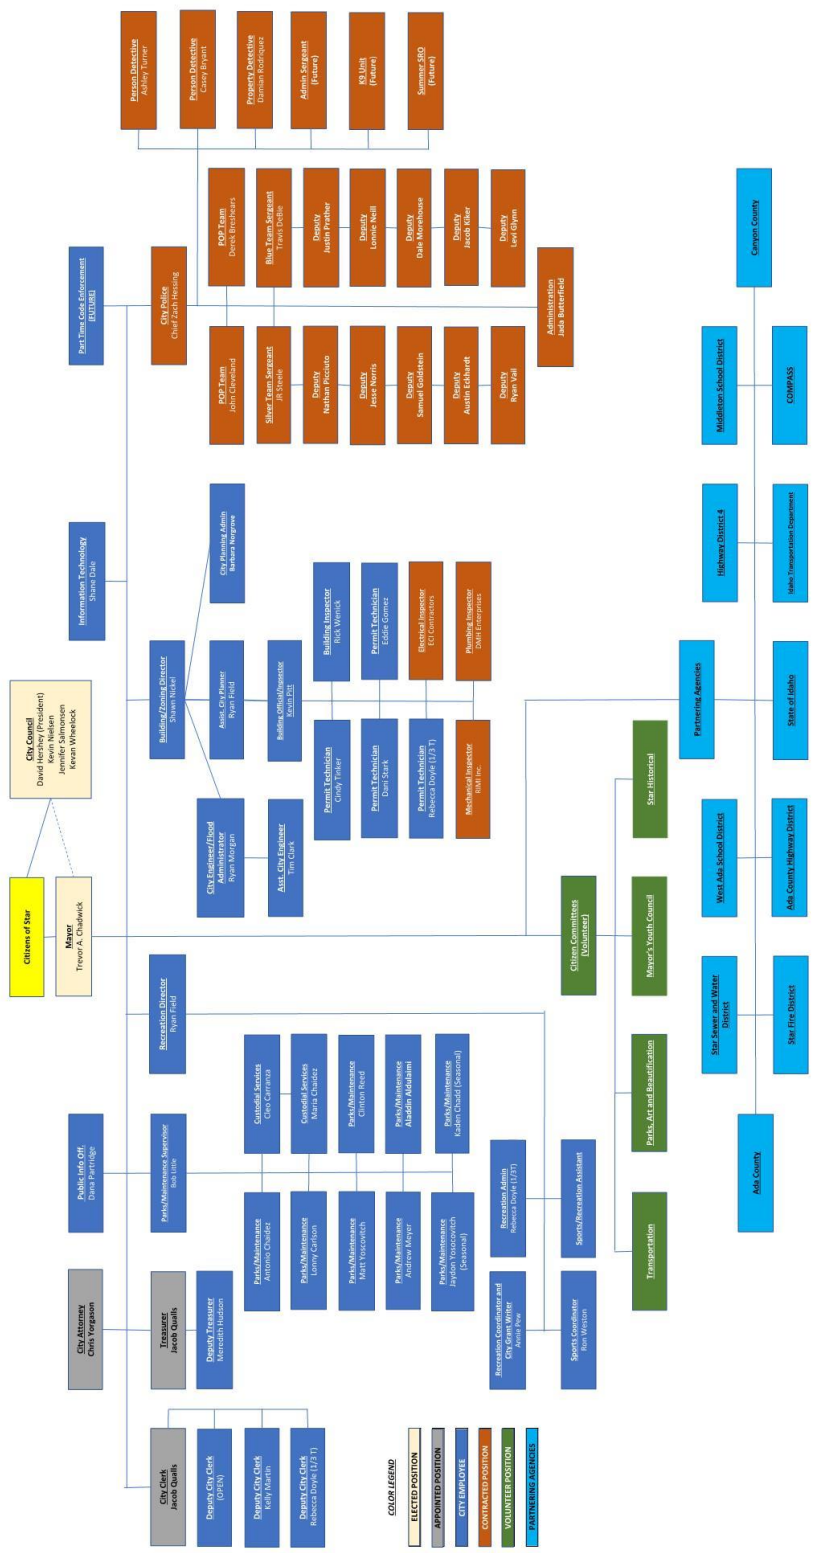 Citizens of Star
Mayor
Trevor A. Chadwick
City Council
David Hershey (President)
Kevin Nielsen
Jennifer Salmonsen
Kevan Wheelock
City Attorney
Chris Yorgason
Public Info Off.
Dana Partridge
Information Technology
Shane Dale
Part Time Code Enforcement
(FUTURE)
City Clerk
Jacob Qualls
Deputy City Clerk
(OPEN)
Deputy City Clerk
Kelly Martin
Deputy City Clerk
Rebecca Doyle (1/3 T)
Treasurer
Jacob Qualls
Deputy Treasurer
Meredith Hudson
Parks/Maintenance Supervisor
Bob Little
Parks/Maintenance
Antonio Chaidez
Custodial Services
Cleo Carranza
Parks/Maintenance
Lonny Carlson
Custodial Services
Maria Chaidez
Parks/Maintenance
Matt Yoscovitch
Parks/Maintenance
Clinton Reed
Parks/Maintenance
Andrew Meyer
Parks/Maintenance
Aladdin Aldulaimi
Parks/Maintenance
Jaydon Yosocovitch
(Seasonal)
Parks/Maintenance
Kaden Chadd (Seasonal)
Recreation Director
Ryan Field
Recreation Coordinator and
City Grant Writer
Annie Pew
Recreation Admin
Rebecca Doyle (1/3T)
Sports Coordinator
Ron Weston
Sports/Recreation Assistant
Building/Zoning Director
Shawn Nickel
City Engineer/Flood
Administrator
Ryan Morgan
Asst. City Engineer
Tim Clark
Assist. City Planner
Ryan Field
City Planning Admin
Barbara Norgrove
Building Official/Inspector
Kevin Pitt
Permit Technician
Cindy Tinker
Building Inspector
Rick Wenick
Permit Technician
Dani Stark
Permit Technician
Eddie Gomez
Permit Technician
Rebecca Doyle (1/3 T)
Electrical Inspector
ECI Contractors
Mechanical Inspector
RIMI Inc.
Plumbing Inspector
DMH Enterprises
City Police
Chief Zach Hessing
Person Detective
Ashley Turner
Person Detective
Casey Bryant
Property Detective
Damian Rodriquez
Admin Sergeant
(Future)
K9 Unit
(Future)
Summer SRO
(Future)
POP Team
John Cleveland
POP Team
Derek Breshears
Silver Team Sergeant
JR Steele
Blue Team Sergeant
Travis DeBie
Deputy
Nathan Picciuto
Deputy
Justin Prather
Deputy
Jesse Norris
Deputy
Lonnie Neill
Deputy
Samuel Goldstein
Deputy
Dale Morehouse
Deputy
Austin Eckhardt
Deputy
Jacob Kiker
Deputy
Ryan Vail
Deputy
Levi Glynn
Administration
Jada Butterfield
Citizen Committees
(Volunteer)
Transportation
Parks, Art and Beautification
Mayor's Youth Council
Star Historical
Partnering Agencies
Ada County
Star Sewer and Water
District
West Ada School District
Highway District 4
Middleton School District
Canyon County
Star Fire District
Ada County Highway District
State of Idaho
Idaho Transportation Department
COMPASS
COLOR LEGEND
ELECTED POSITION
APPOINTED POSITION
CITY EMPLOYEE
CONTRACTED POSITION
VOLUNTEER POSITION
PARTNERING AGENCIES